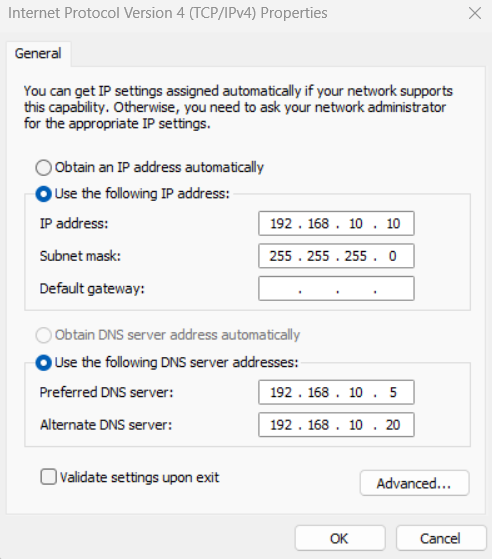 Internet Protocol Version 4 (TCP/IPv4) Properties
General
You can get IP settings assigned automatically if your network supports
this capability. Otherwise, you need to ask your network administrator
for the appropriate IP settings.
Obtain an IP address automatically
Use the following IP address:
IP address: 192 . 168 . 10 . 10
Subnet mask: 255 . 255 . 255 . 0
Default gateway: . . .
Obtain DNS server address automatically
Use the following DNS server addresses:
Preferred DNS server: 192 . 168 . 10 . 5
Alternate DNS server: 192 . 168 . 10 . 20
Validate settings upon exit
Advanced...
OK Cancel